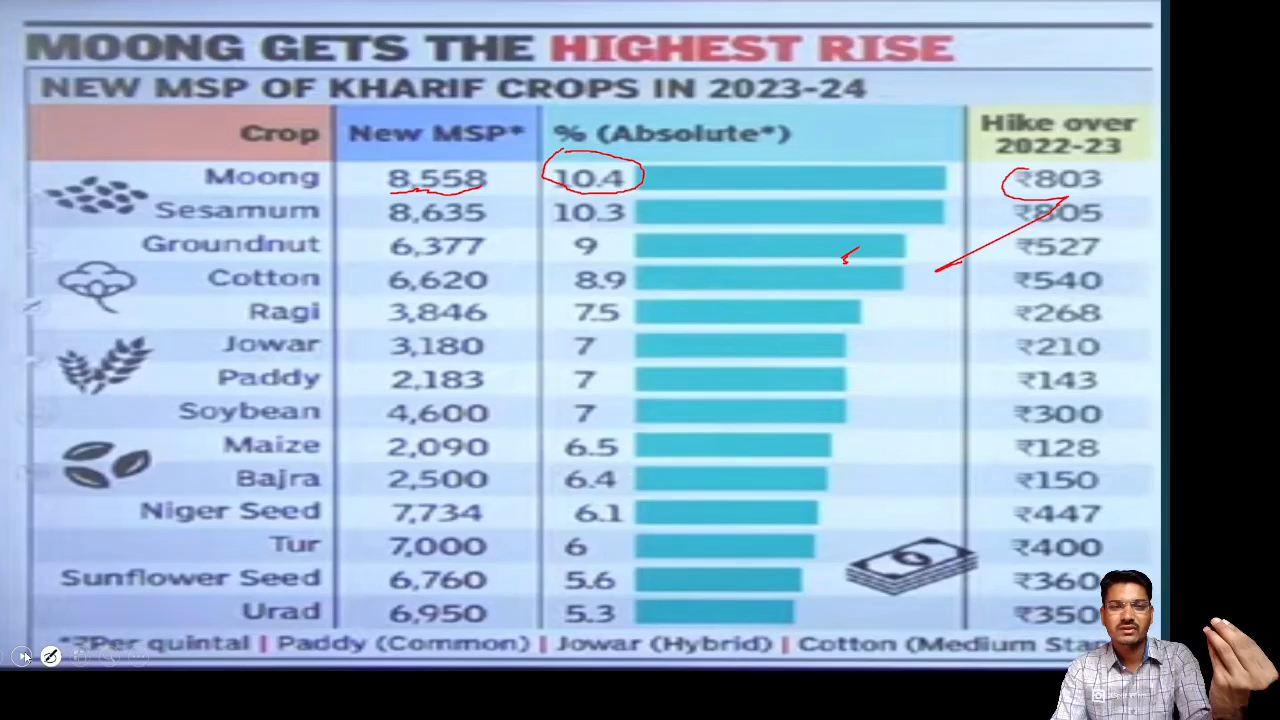 MOONG GETS THE HIGHEST RISE
NEW MSP OF KHARIF CROPS IN 2023-24
Crop New MSP* % (Absolute*) Hike over 2022-23
Moong 8,558 10.4 ₹803
Sesamum 8,635 10.3 ₹805
Groundnut 6,377 9 ₹527
Cotton 6,620 8.9 ₹540
Ragi 3,846 7.5 ₹268
Jowar 3,180 7 ₹210
Paddy 2,183 7 ₹143
Soybean 4,600 7 ₹300
Maize 2,090 6.5 ₹128
Bajra 2,500 6.4 ₹150
Niger Seed 7,734 6.1 ₹447
Tur 7,000 6 ₹400
Sunflower Seed 6,760 5.6 ₹360
Urad 6,950 5.3 ₹350
*₹Per quintal | Paddy (Common) | Jowar (Hybrid) | Cotton (Medium Sta